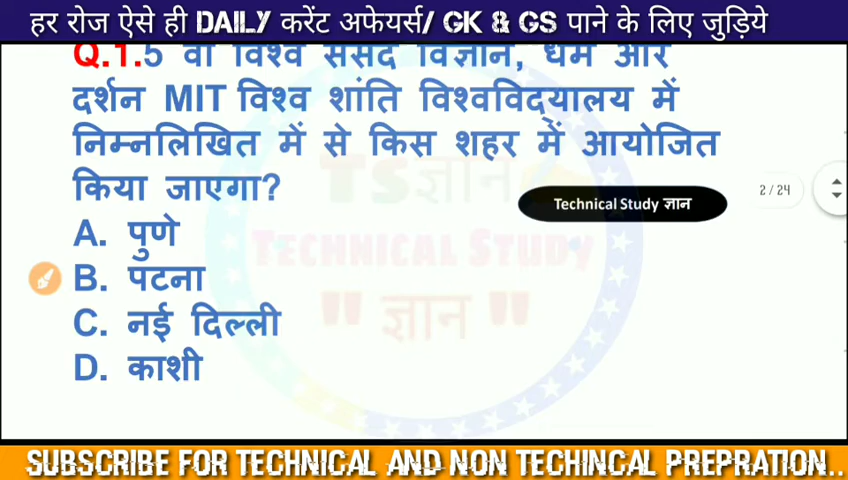 हर रोज ऐसे ही DAILY करेंट अफेयर्स/ GK & GS पाने के लिए जुड़िये
Q.1.5 वां विश्व संसद विज्ञान, धर्म और
दर्शन MIT विश्व शांति विश्वविद्यालय में
निम्नलिखित में से किस शहर में आयोजित
किया जाएगा?
2 / 24
Technical Study ज्ञान
A. पुणे
B. पटना
C. नई दिल्ली
D. काशी
TSज्ञान
TECHNICAL STUDY
" ज्ञान "
SUBSCRIBE FOR TECHNICAL AND NON TECHINCAL PREPRATION..